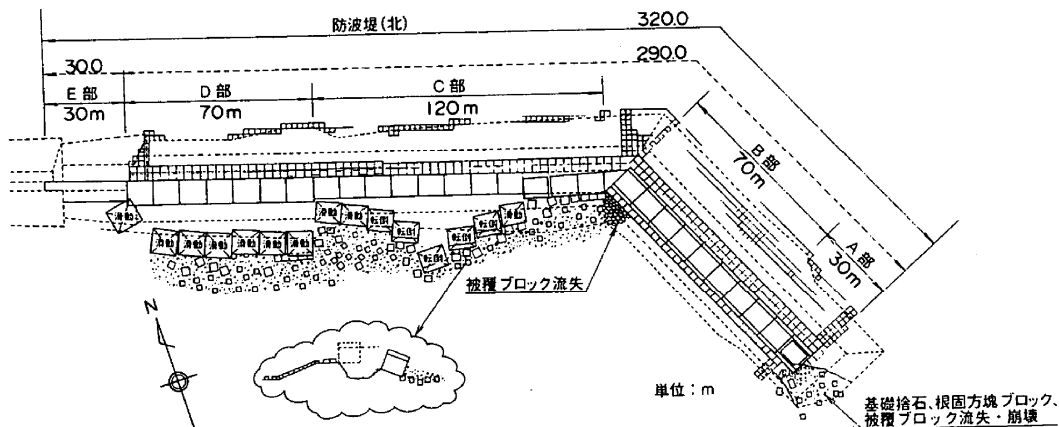 防波堤(北)
320.0
290.0
30.0
E 部
30m
D 部
70m
C 部
120m
B 部
70m
A 部
30m
滑動
滑動
滑動
転倒
転倒
滑動
転倒
転倒
滑動
滑動
滑動
滑動
滑動
滑動
被覆ブロック流失
N
単位：m
基礎捨石、根固方塊ブロック、
被覆ブロック流失・崩壊